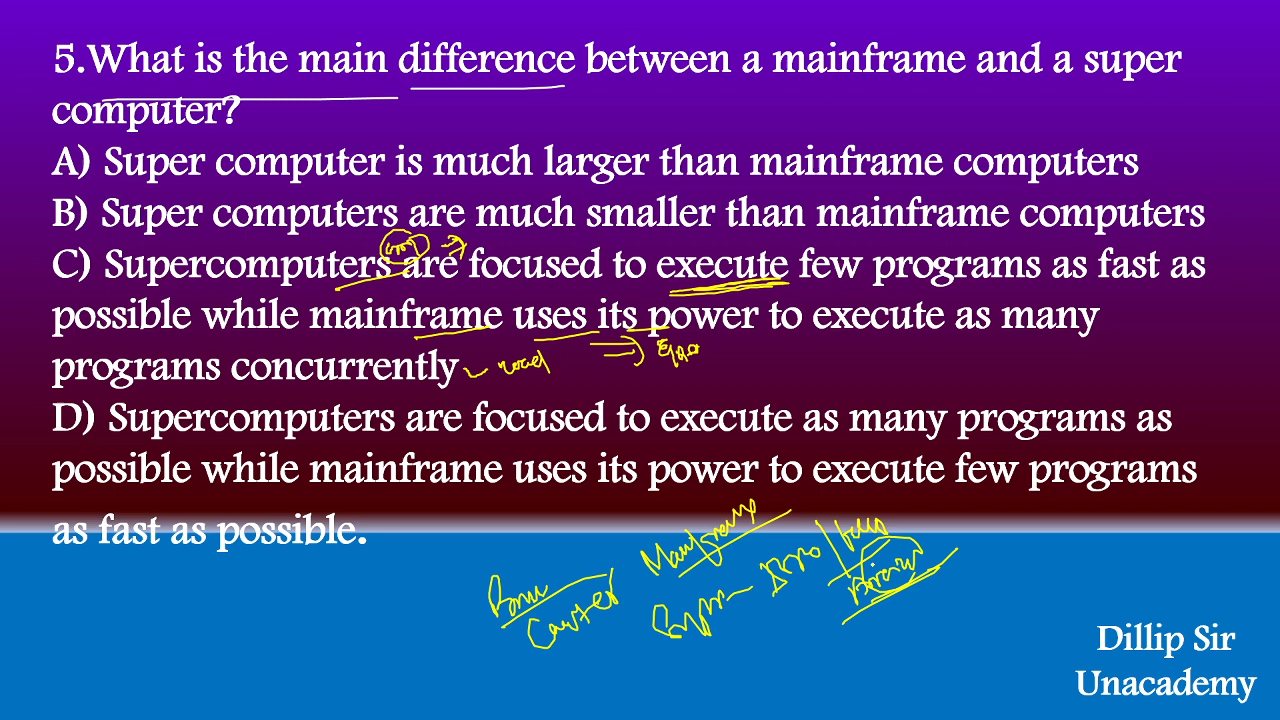 5.What is the main difference between a mainframe and a super
computer?
A) Super computer is much larger than mainframe computers
B) Super computers are much smaller than mainframe computers
C) Supercomputers are focused to execute few programs as fast as
possible while mainframe uses its power to execute as many
programs concurrently
D) Supercomputers are focused to execute as many programs as
possible while mainframe uses its power to execute few programs
as fast as possible.
Dillip Sir
Unacademy